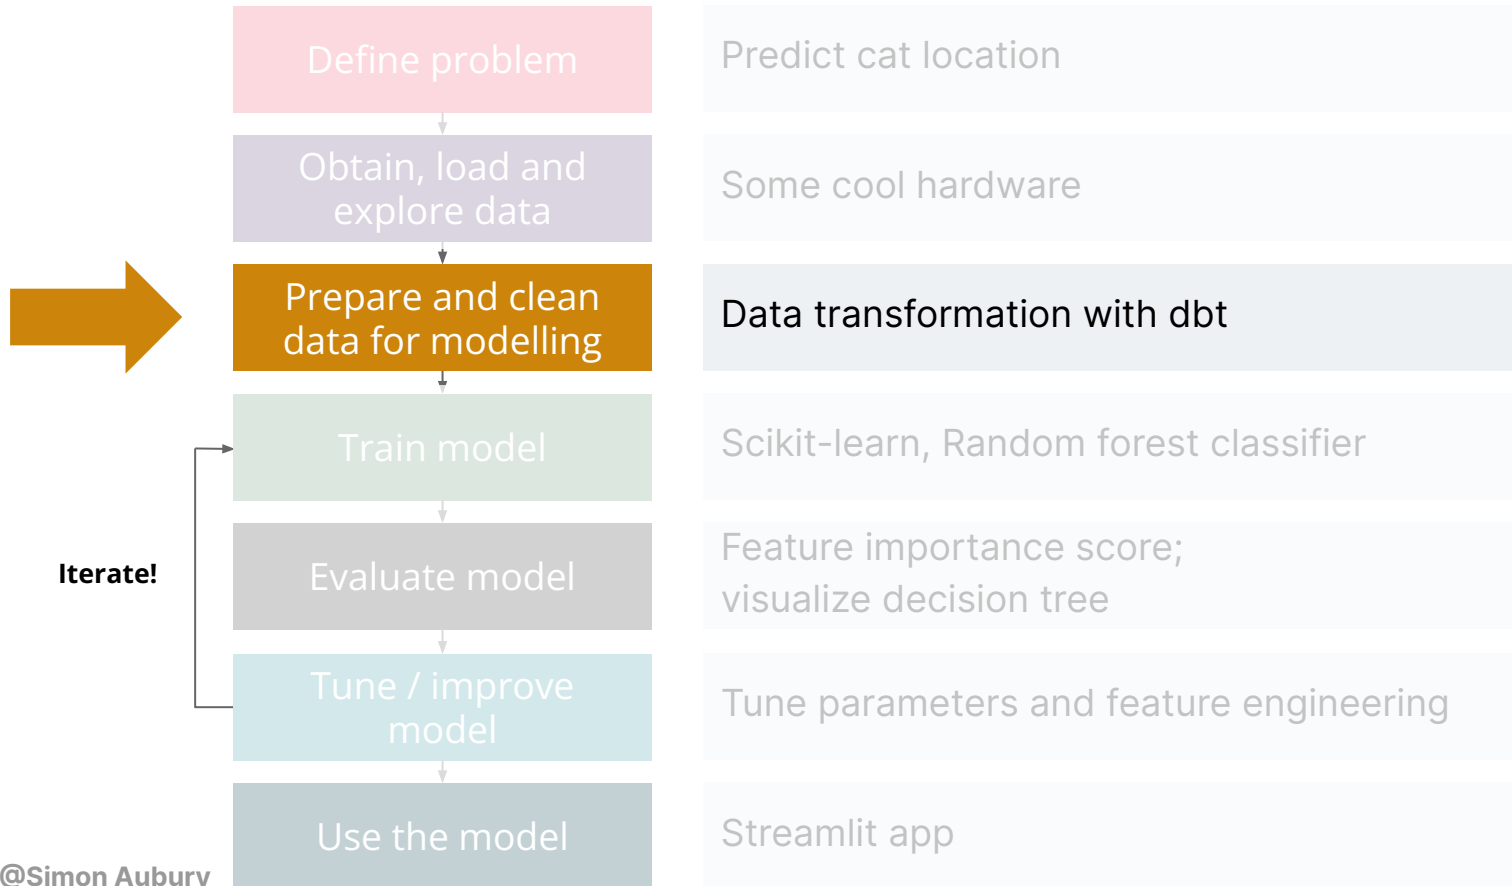 Define problem
Predict cat location
Obtain, load and
explore data
Some cool hardware
Prepare and clean
data for modelling
Data transformation with dbt
Train model
Scikit-learn, Random forest classifier
Iterate!
Evaluate model
Feature importance score;
visualize decision tree
Tune / improve
model
Tune parameters and feature engineering
Use the model
Streamlit app
@Simon Aubury